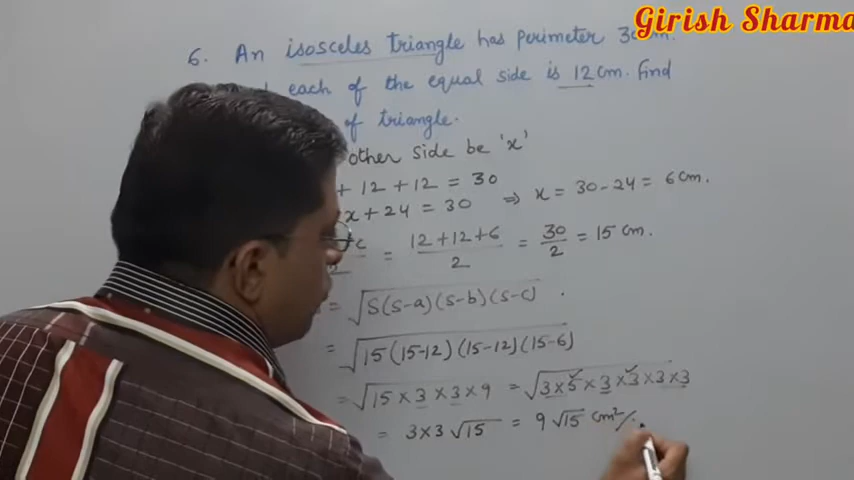 Girish Sharma
6. An isosceles triangle has perimeter 30 cm.
each of the equal side is 12 cm. Find
of triangle.
other side be 'x'
+ 12 + 12 = 30
x + 24 = 30 ⇒ x = 30 - 24 = 6 cm.
+c / 2 = 12+12+6 / 2 = 30/2 = 15 cm.
= √S(S-a)(S-b)(S-c) .
= √15(15-12)(15-12)(15-6)
= √15×3×3×9 = √3×5×3×3×3×3
= 3×3√15 = 9√15 cm²/.